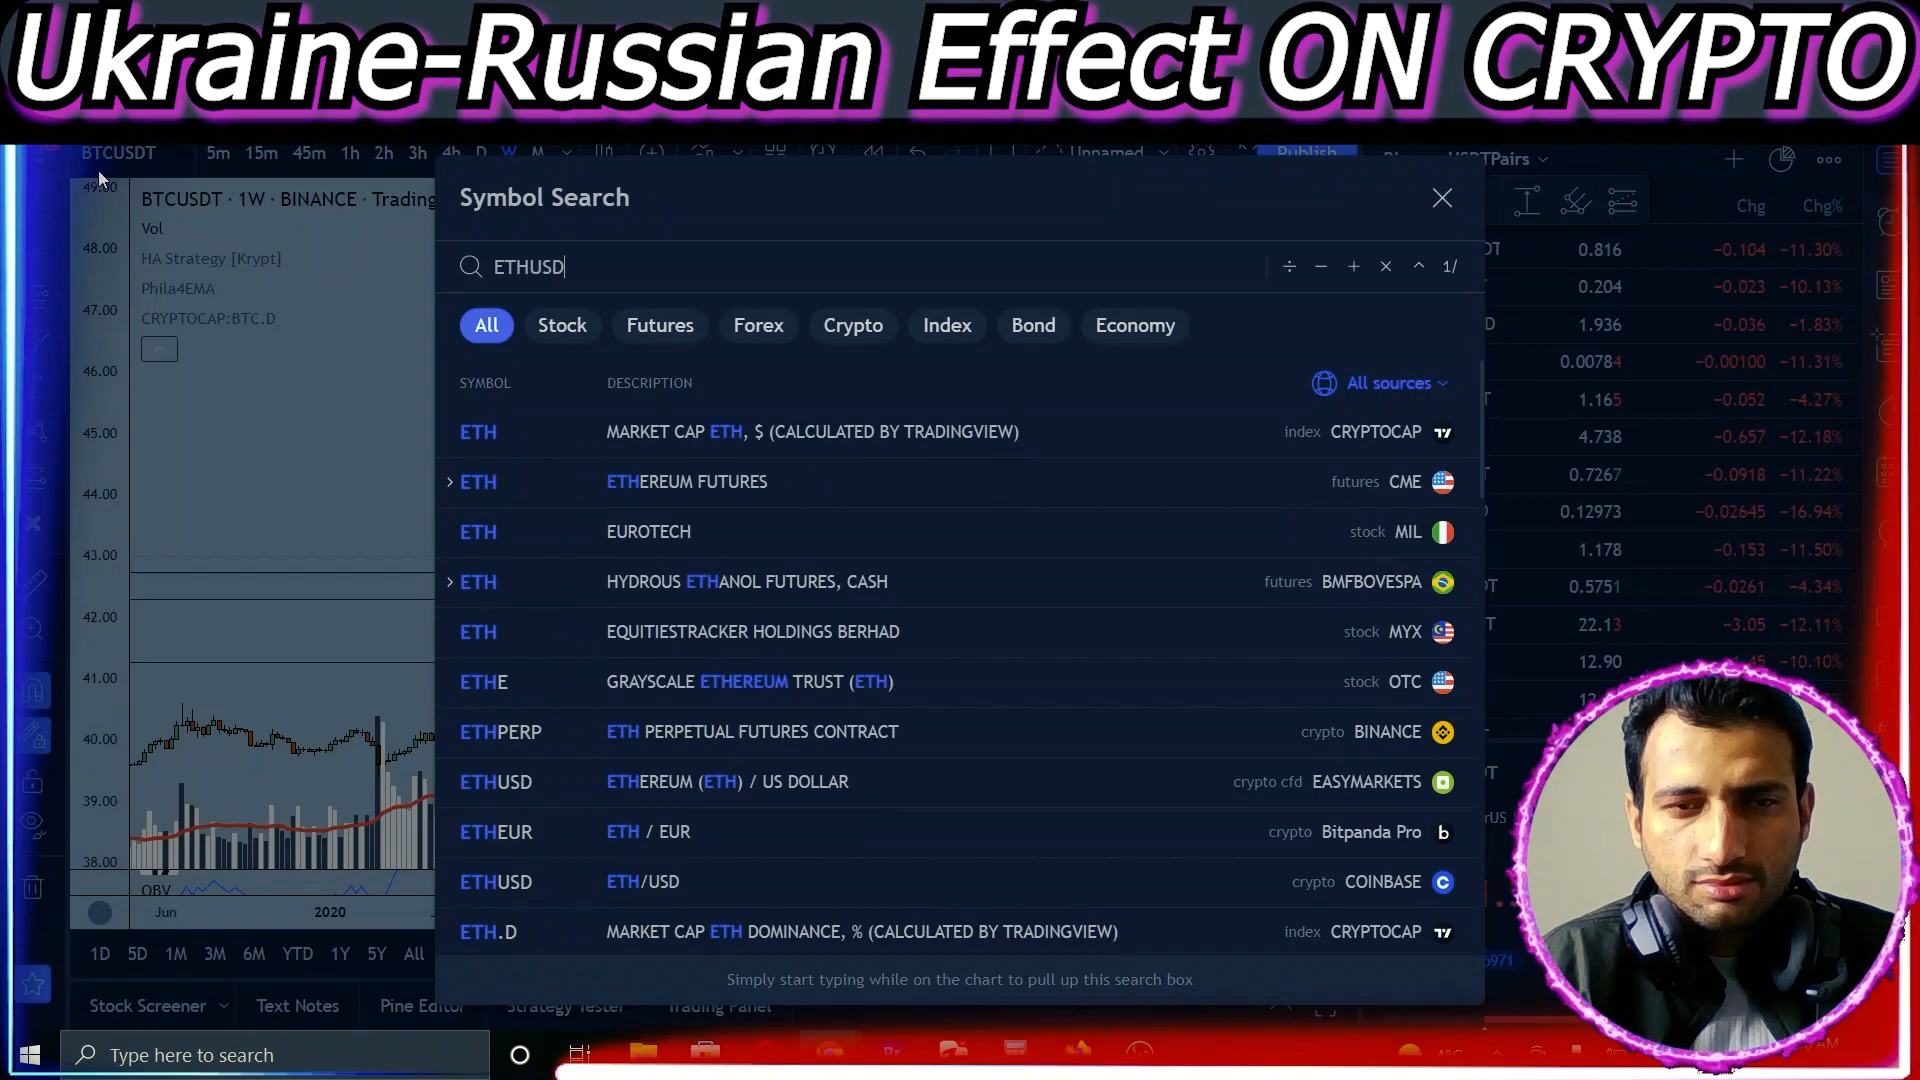 Ukraine-Russian Effect ON CRYPTO
BTCUSDT 5m 15m 45m 1h 2h 3h 4h D W M Unnamed Publish
BTCUSDT · 1W · BINANCE · Trading
Vol
HA Strategy [Krypt]
Phila4EMA
CRYPTOCAP:BTC.D
49.00
48.00
47.00
46.00
45.00
44.00
43.00
42.00
41.00
40.00
39.00
38.00
OBV
Jun 2020
1D 5D 1M 3M 6M YTD 1Y 5Y All
Stock Screener Text Notes Pine Editor Strategy Tester Trading Panel
Symbol Search
ETHUSD
1/
All Stock Futures Forex Crypto Index Bond Economy
SYMBOL DESCRIPTION All sources
ETH MARKET CAP ETH, $ (CALCULATED BY TRADINGVIEW) index CRYPTOCAP
ETH ETHEREUM FUTURES futures CME
ETH EUROTECH stock MIL
ETH HYDROUS ETHANOL FUTURES, CASH futures BMFBOVESPA
ETH EQUITIESTRACKER HOLDINGS BERHAD stock MYX
ETHE GRAYSCALE ETHEREUM TRUST (ETH) stock OTC
ETHPERP ETH PERPETUAL FUTURES CONTRACT crypto BINANCE
ETHUSD ETHEREUM (ETH) / US DOLLAR crypto cfd EASYMARKETS
ETHEUR ETH / EUR crypto Bitpanda Pro
ETHUSD ETH/USD crypto COINBASE
ETH.D MARKET CAP ETH DOMINANCE, % (CALCULATED BY TRADINGVIEW) index CRYPTOCAP
Simply start typing while on the chart to pull up this search box
Chg Chg%
0.816 −0.104 −11.30%
0.204 −0.023 −10.13%
1.936 −0.036 −1.83%
0.00784 −0.00100 −11.31%
1.165 −0.052 −4.27%
4.738 −0.657 −12.18%
0.7267 −0.0918 −11.22%
0.12973 −0.02645 −16.94%
1.178 −0.153 −11.50%
0.5751 −0.0261 −4.34%
22.13 −3.05 −12.11%
12.90 −10.10%
Type here to search